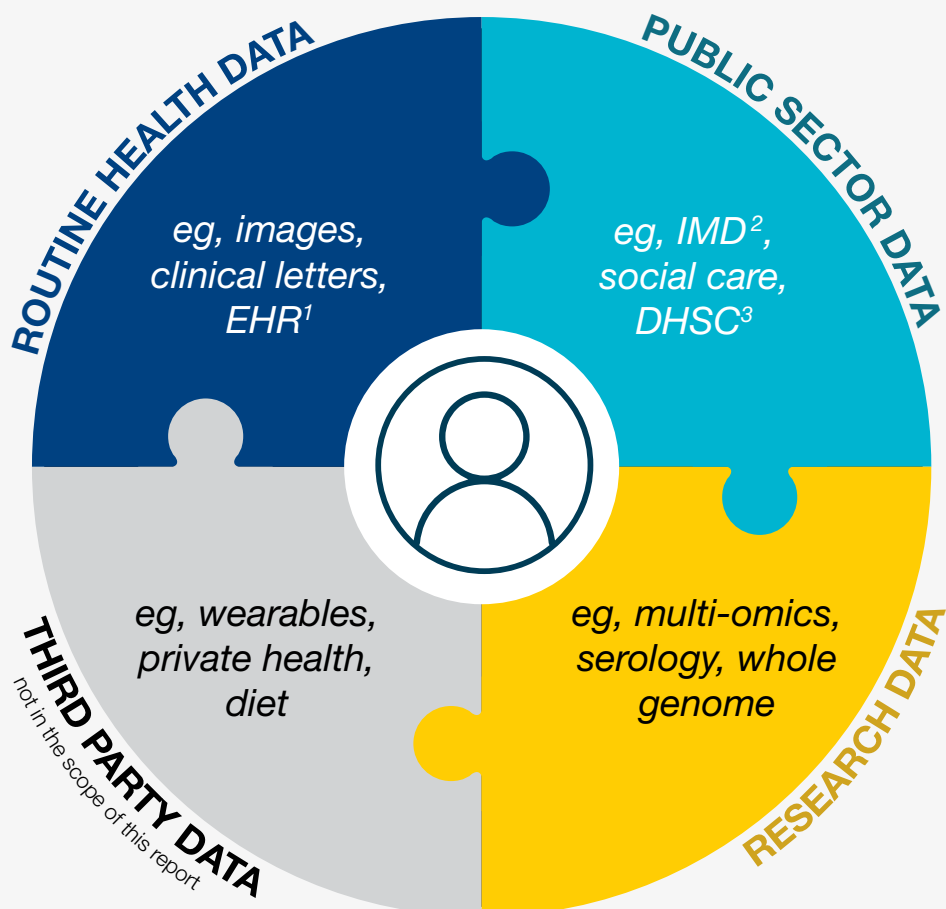 ROUTINE HEALTH DATA
eg, images,
clinical letters,
EHR¹
PUBLIC SECTOR DATA
eg, IMD²,
social care,
DHSC³
THIRD PARTY DATA
not in the scope of this report
eg, wearables,
private health,
diet
RESEARCH DATA
eg, multi-omics,
serology, whole
genome